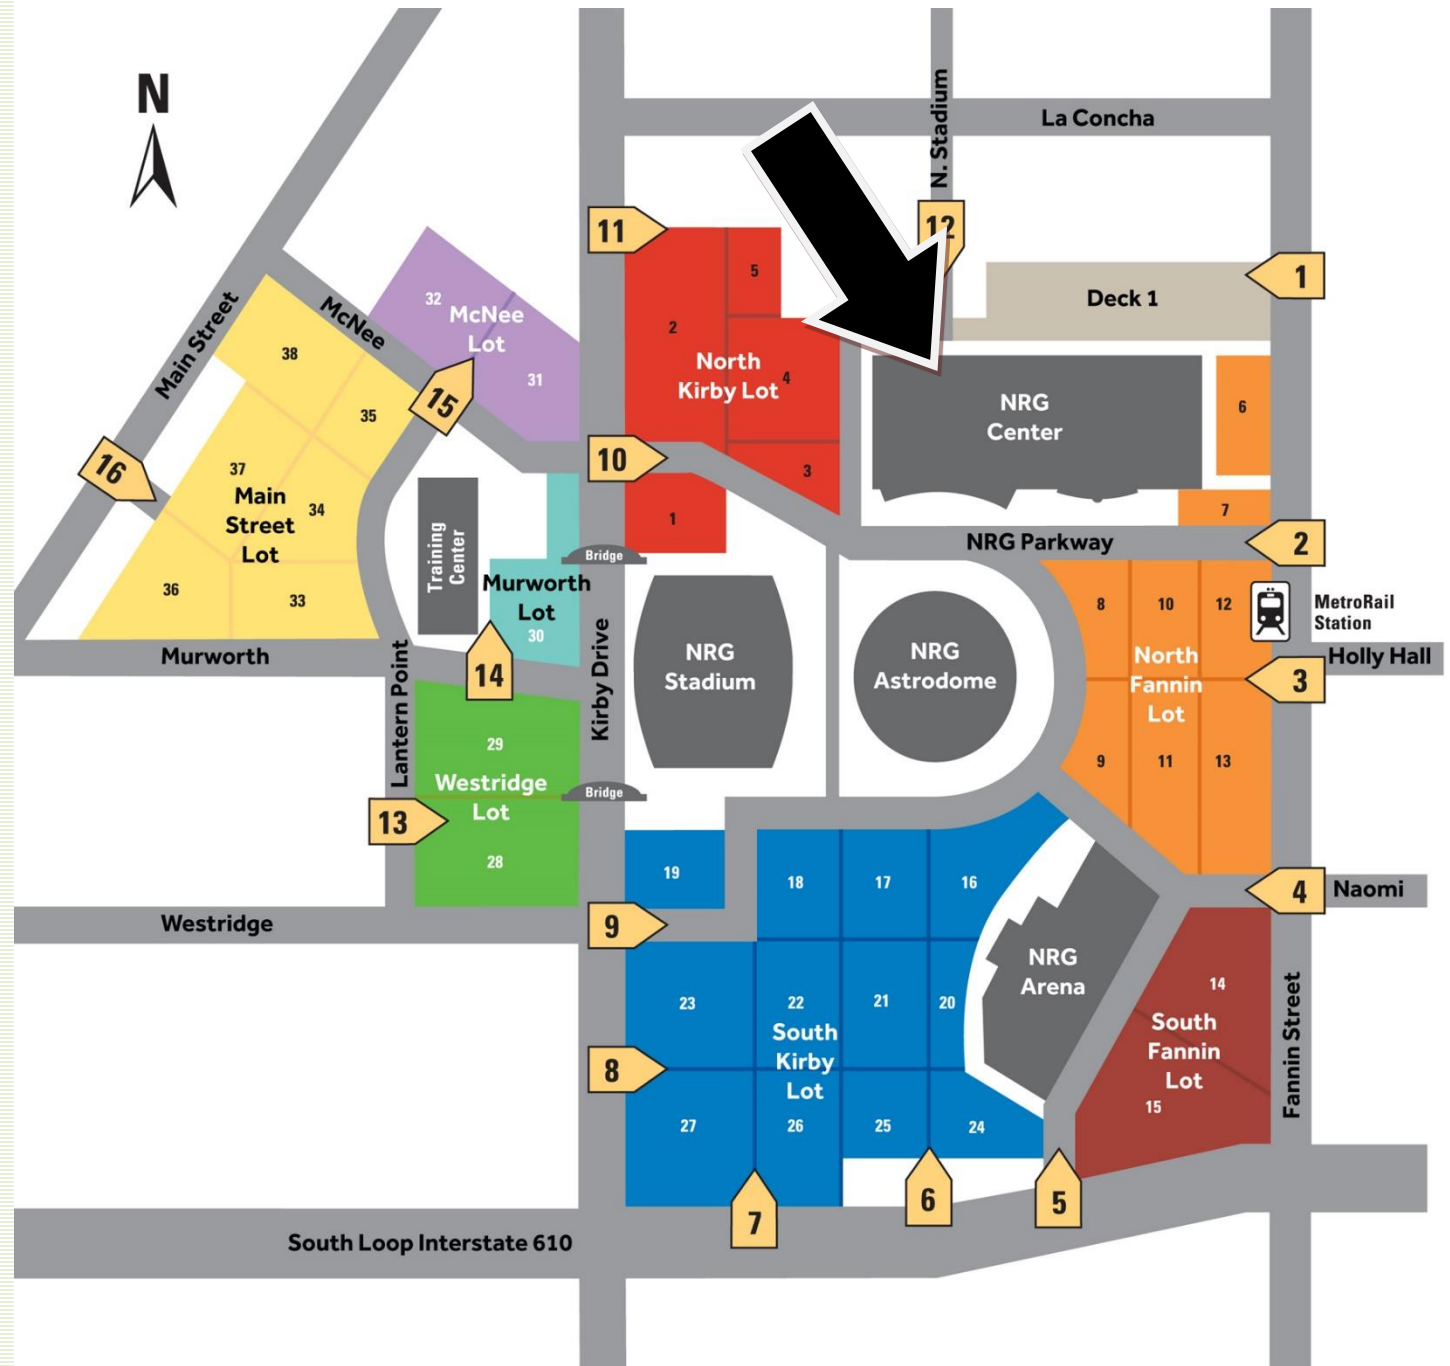 N
La Concha
N. Stadium
11
12
1
5
Deck 1
Main Street
McNee
32
McNee
Lot
2
North
Kirby Lot
4
38
31
NRG
Center
6
15
35
16
10
3
37
Main
Street
Lot
34
1
7
Training
Center
Bridge
NRG Parkway
2
36
33
Murworth
Lot
30
8
10
12
MetroRail
Station
Murworth
14
Lantern Point
Kirby Drive
NRG
Stadium
NRG
Astrodome
North
Fannin
Lot
Holly Hall
3
29
Westridge
Lot
Bridge
9
11
13
13
28
19
18
17
16
4
Naomi
Westridge
9
NRG
Arena
14
23
22
21
20
South
Kirby
Lot
South
Fannin
Lot
Fannin Street
8
15
27
26
25
24
7
6
5
South Loop Interstate 610